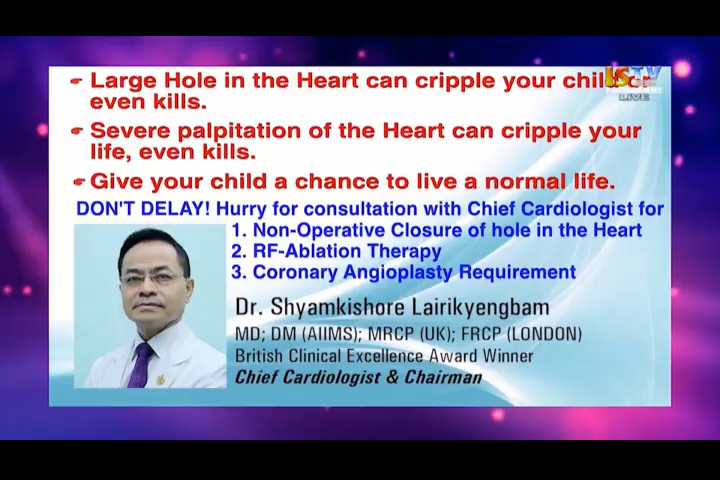 Large Hole in the Heart can cripple your child or
even kills.
Severe palpitation of the Heart can cripple your
life, even kills.
Give your child a chance to live a normal life.
DON'T DELAY! Hurry for consultation with Chief Cardiologist for
1. Non-Operative Closure of hole in the Heart
2. RF-Ablation Therapy
3. Coronary Angioplasty Requirement
Dr. Shyamkishore Lairikyengbam
MD; DM (AIIMS); MRCP (UK); FRCP (LONDON)
British Clinical Excellence Award Winner
Chief Cardiologist & Chairman
ISTV
LIVE